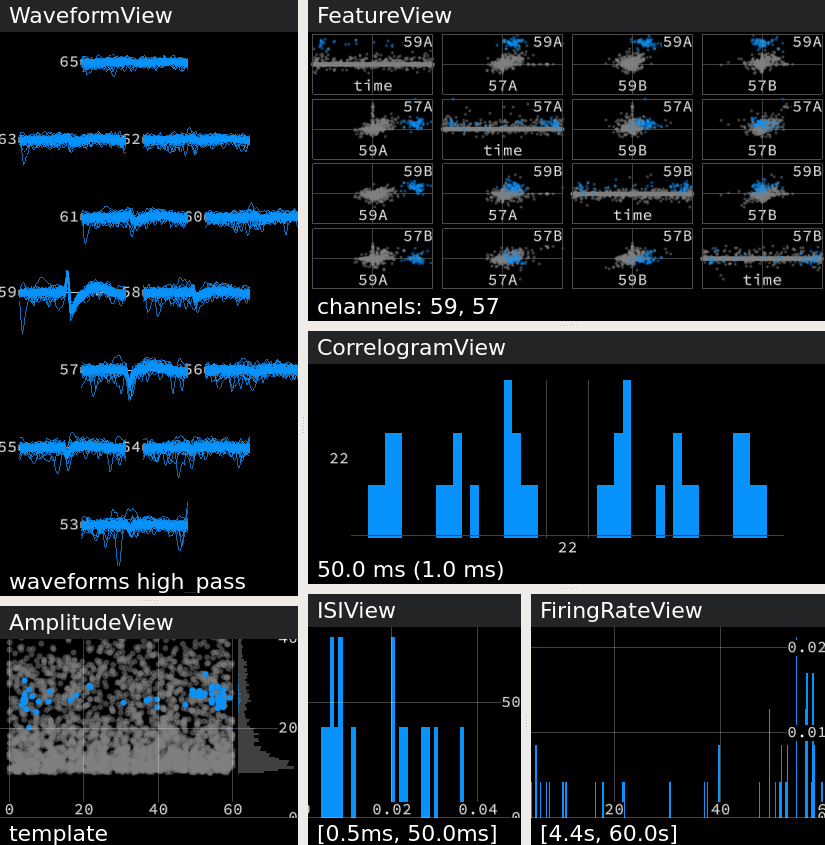 WaveformView
65
63 62
61 60
59 58
57 56
55 54
53
waveforms high_pass
FeatureView
59A 59A 59A 59A
time 57A 59B 57B
57A 57A 57A 57A
59A time 59B 57B
59B 59B 59B 59B
59A 57A time 57B
57B 57B 57B 57B
59A 57A 59B time
channels: 59, 57
CorrelogramView
22
22
50.0 ms (1.0 ms)
AmplitudeView
40
20
0
0 20 40 60
template
ISIView
50
0
0.02 0.04
[0.5ms, 50.0ms]
FiringRateView
0.02
0.01
20 40
[4.4s, 60.0s]